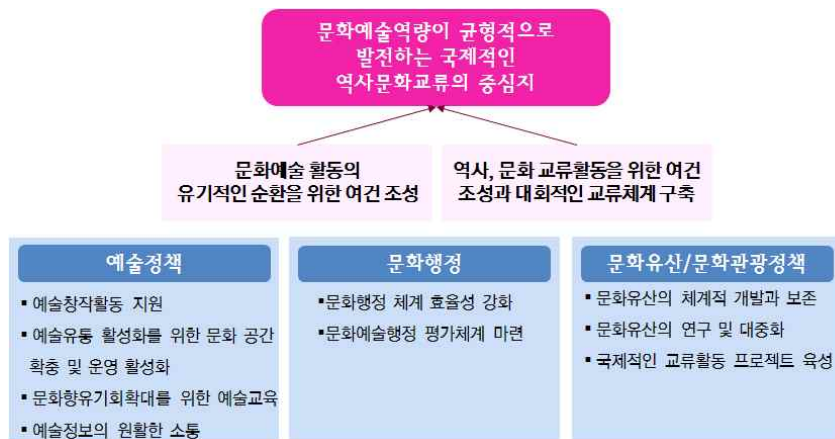 문화예술역량이 균형적으로
발전하는 국제적인
역사문화교류의 중심지
문화예술 활동의
유기적인 순환을 위한 여건 조성
역사, 문화 교류활동을 위한 여건
조성과 대회적인 교류체계 구축
예술정책
▪ 예술창작활동 지원
▪ 예술유통 활성화를 위한 문화 공간
확충 및 운영 활성화
▪ 문화향유기회확대를 위한 예술교육
▪ 예술정보의 원활한 소통
문화행정
▪문화행정 체계 효율성 강화
▪문화예술행정 평가체계 마련
문화유산/문화관광정책
▪ 문화유산의 체계적 개발과 보존
▪ 문화유산의 연구 및 대중화
▪ 국제적인 교류활동 프로젝트 육성